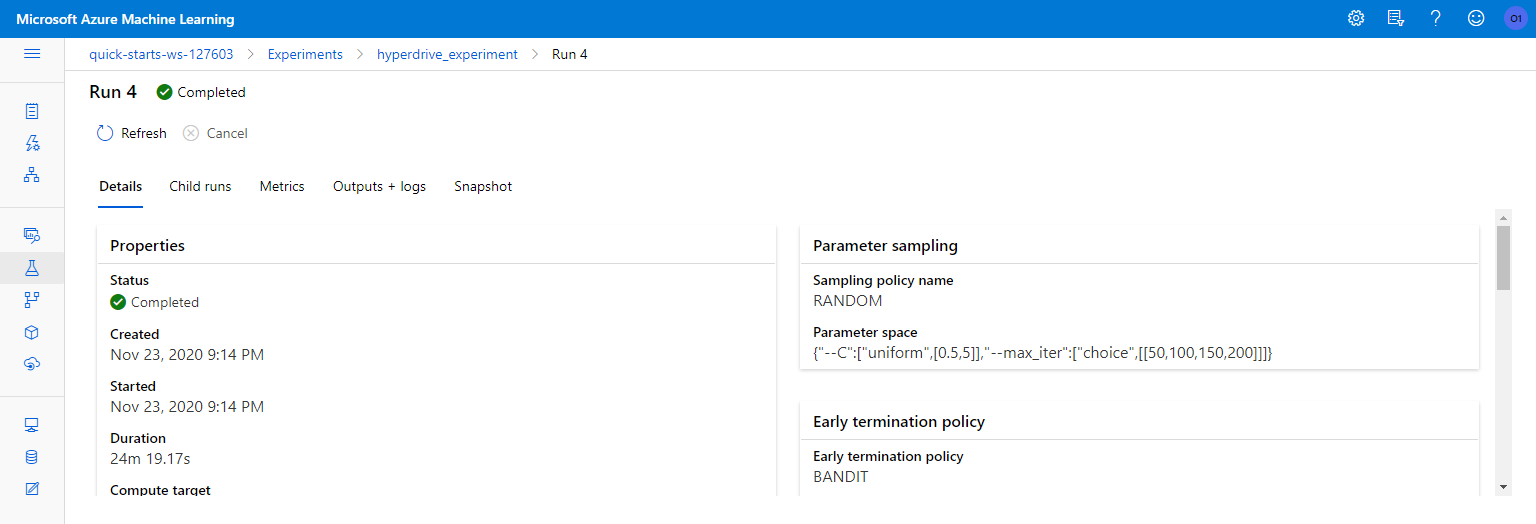 Microsoft Azure Machine Learning
O1
quick-starts-ws-127603 > Experiments > hyperdrive_experiment > Run 4
Run 4 Completed
Refresh Cancel
Details Child runs Metrics Outputs + logs Snapshot
Properties
Status
Completed
Created
Nov 23, 2020 9:14 PM
Started
Nov 23, 2020 9:14 PM
Duration
24m 19.17s
Compute target
Parameter sampling
Sampling policy name
RANDOM
Parameter space
{"--C":["uniform",[0.5,5]],"--max_iter":["choice",[[50,100,150,200]]]}
Early termination policy
Early termination policy
BANDIT